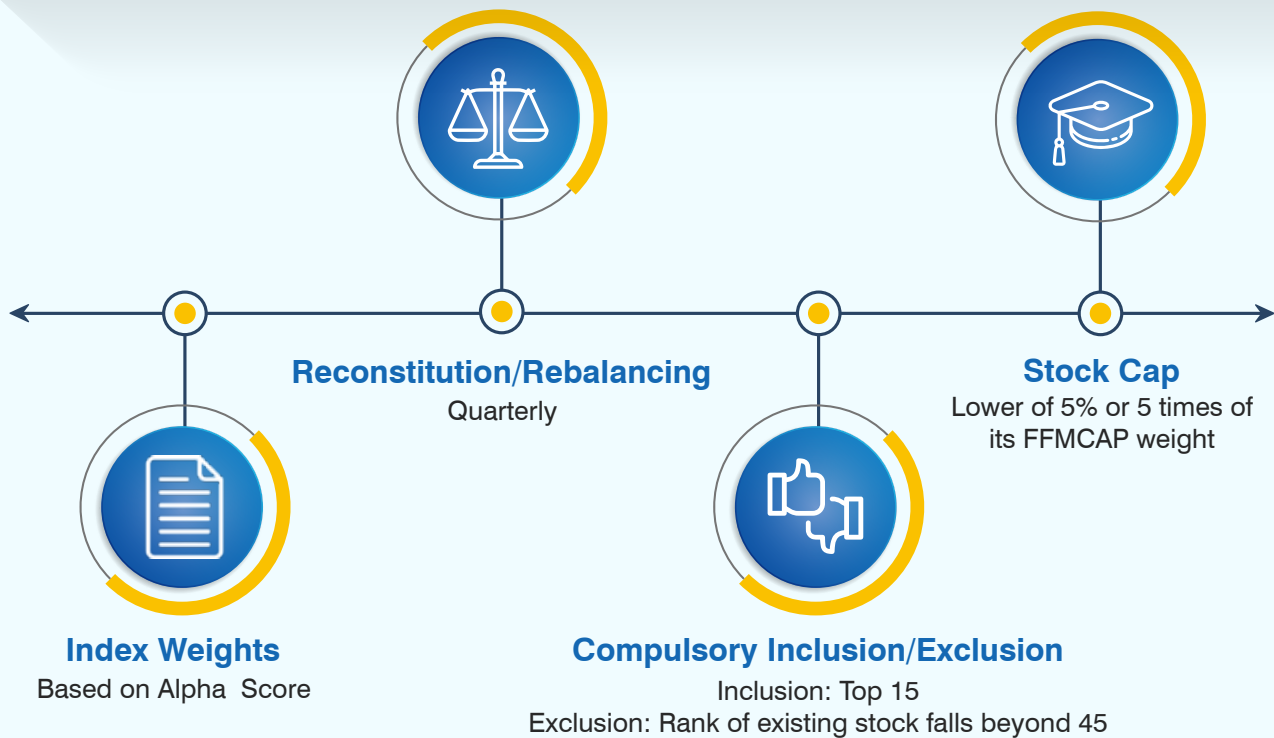 Reconstitution/Rebalancing
Quarterly
Stock Cap
Lower of 5% or 5 times of
its FFMCAP weight
Index Weights
Based on Alpha Score
Compulsory Inclusion/Exclusion
Inclusion: Top 15
Exclusion: Rank of existing stock falls beyond 45